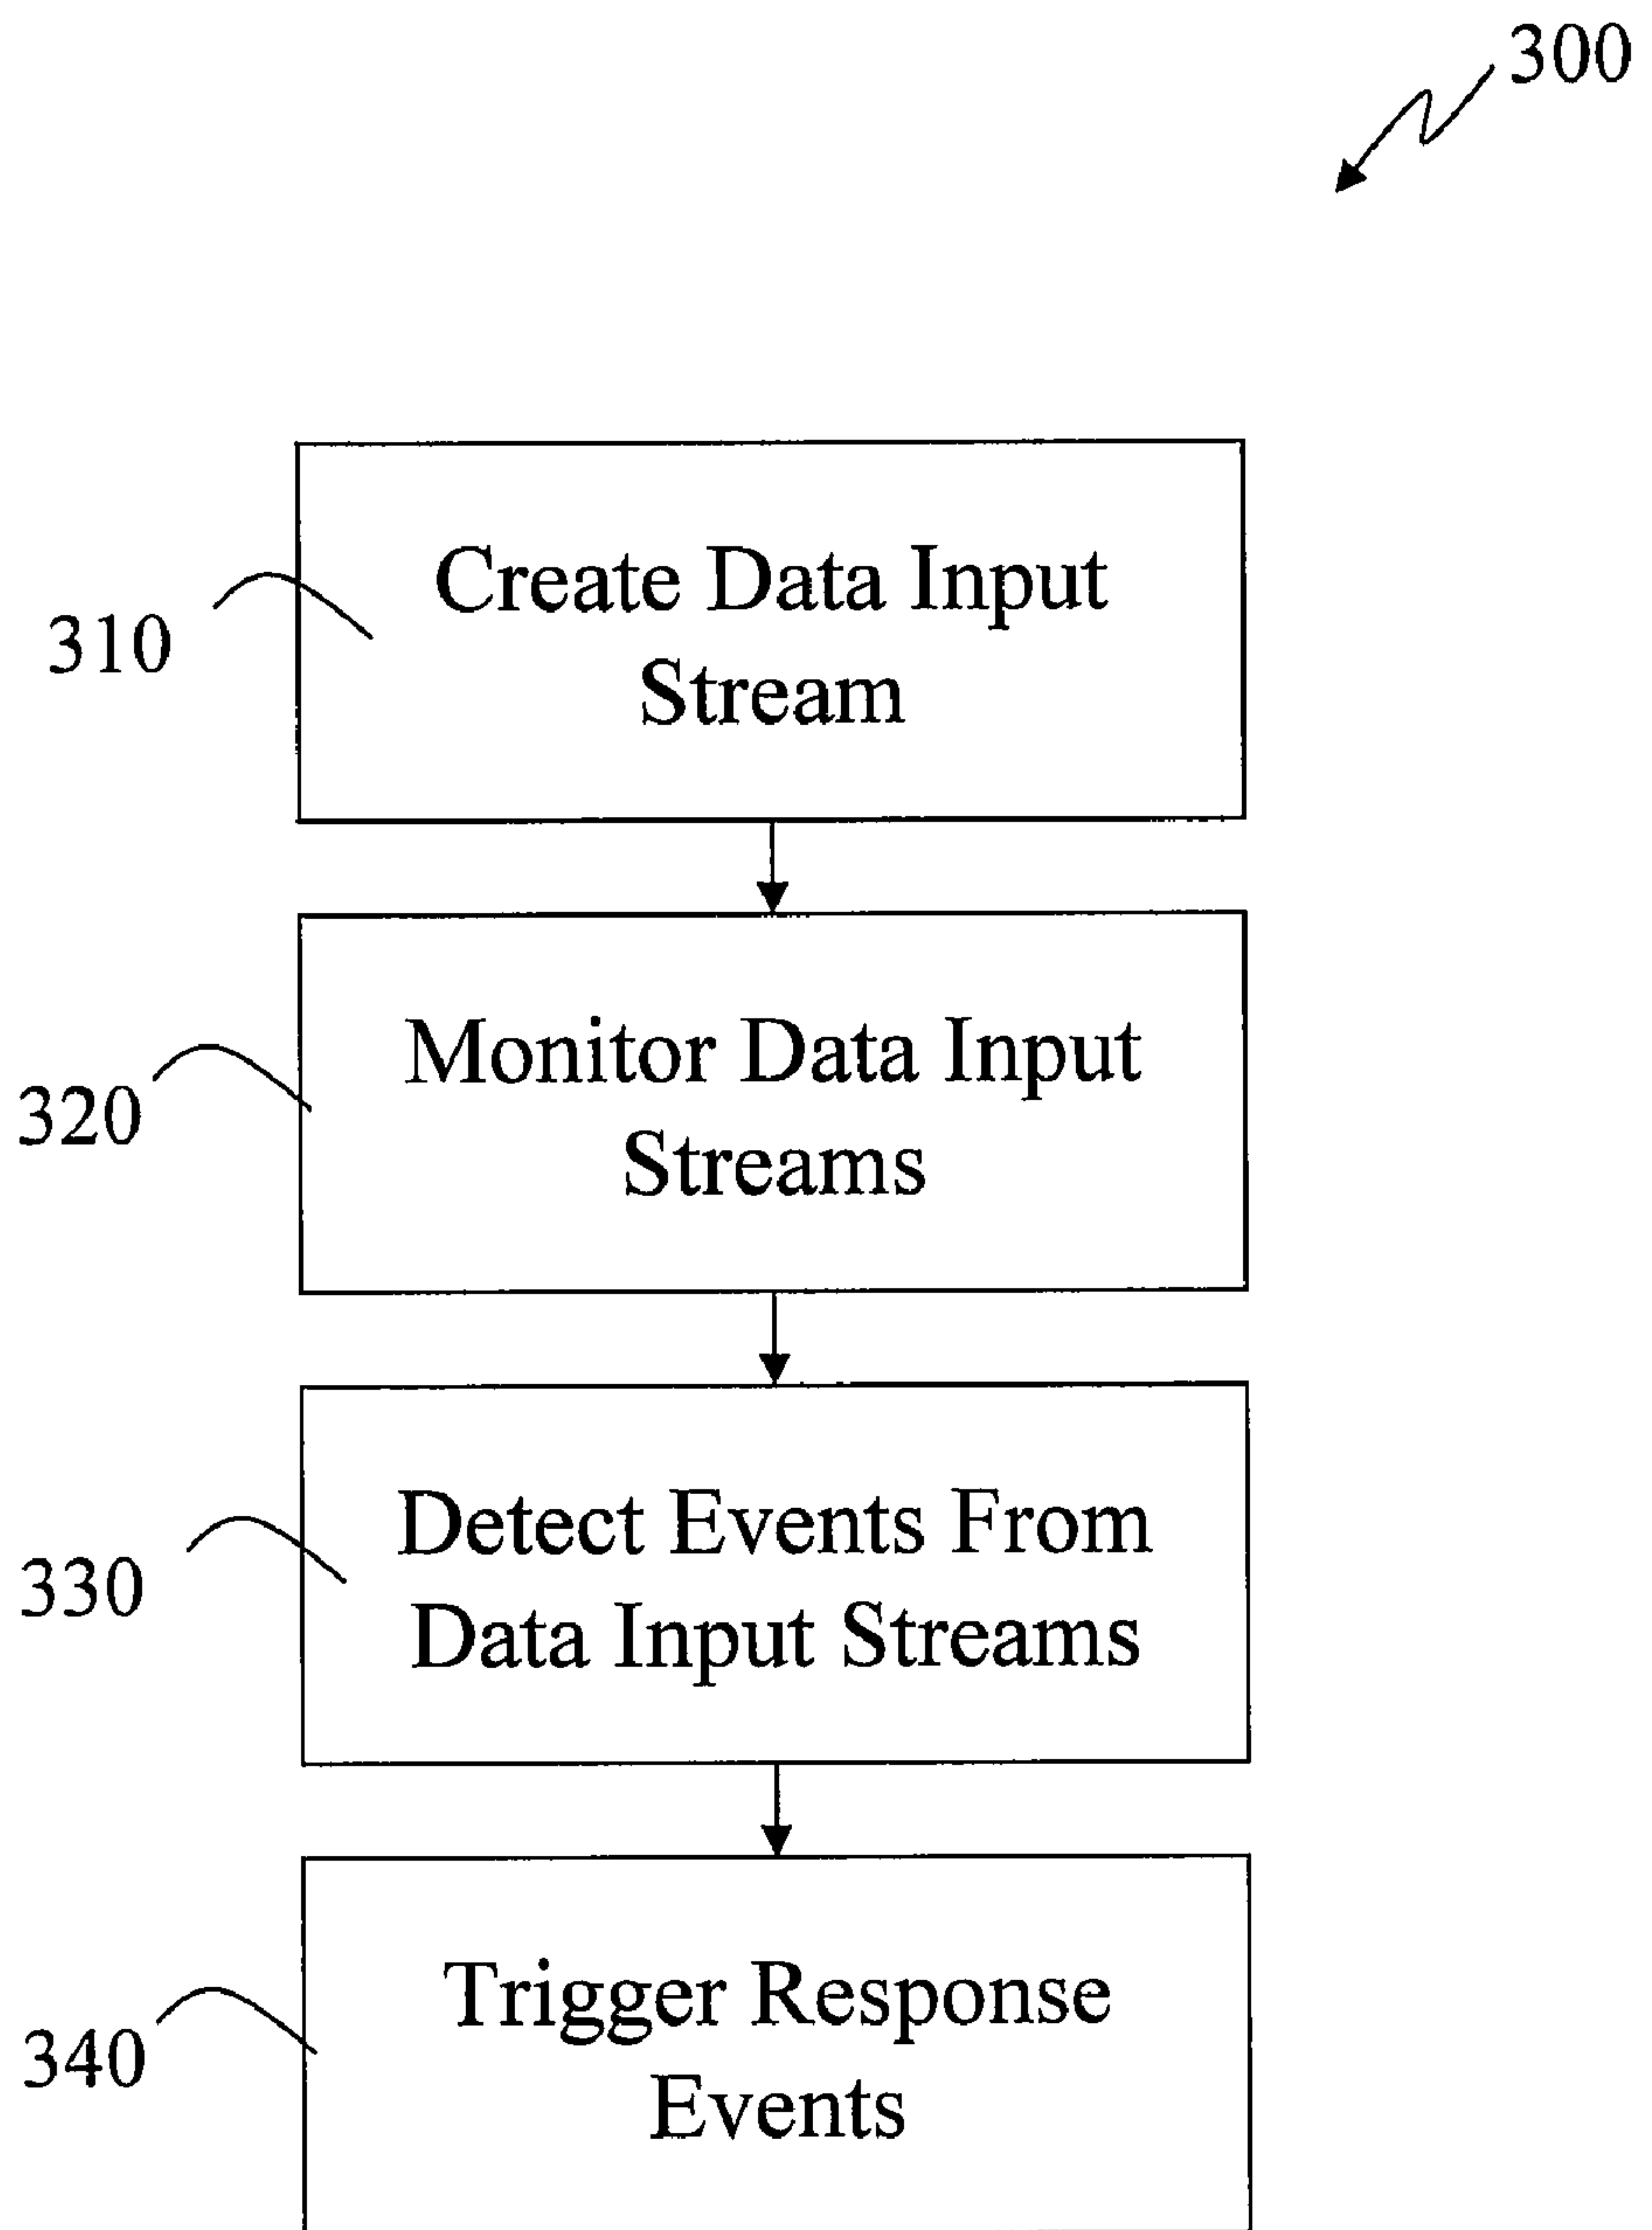 300
310
Create Data Input
Stream
320
Monitor Data Input
Streams
330
Detect Events From
Data Input Streams
340
Trigger Response
Events